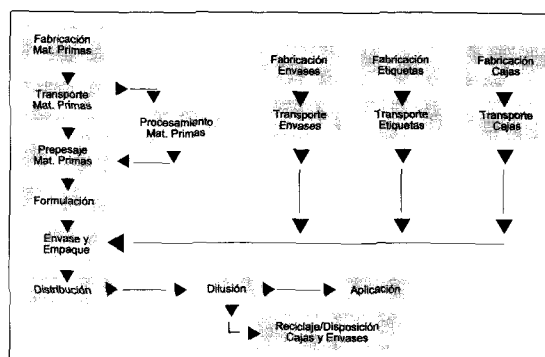 Fabricación
Mat. Primas
Fabricación
Envases
Fabricación
Etiquetas
Fabricación
Cajas
Transporte
Mat. Primas
Transporte
Envases
Transporte
Etiquetas
Transporte
Cajas
Procesamiento
Mat. Primas
Prepesaje
Mat. Primas
Formulación
Envase y
Empaque
Distribución
Dilusión
Aplicación
Reciclaje/Disposición
Cajas y Envases